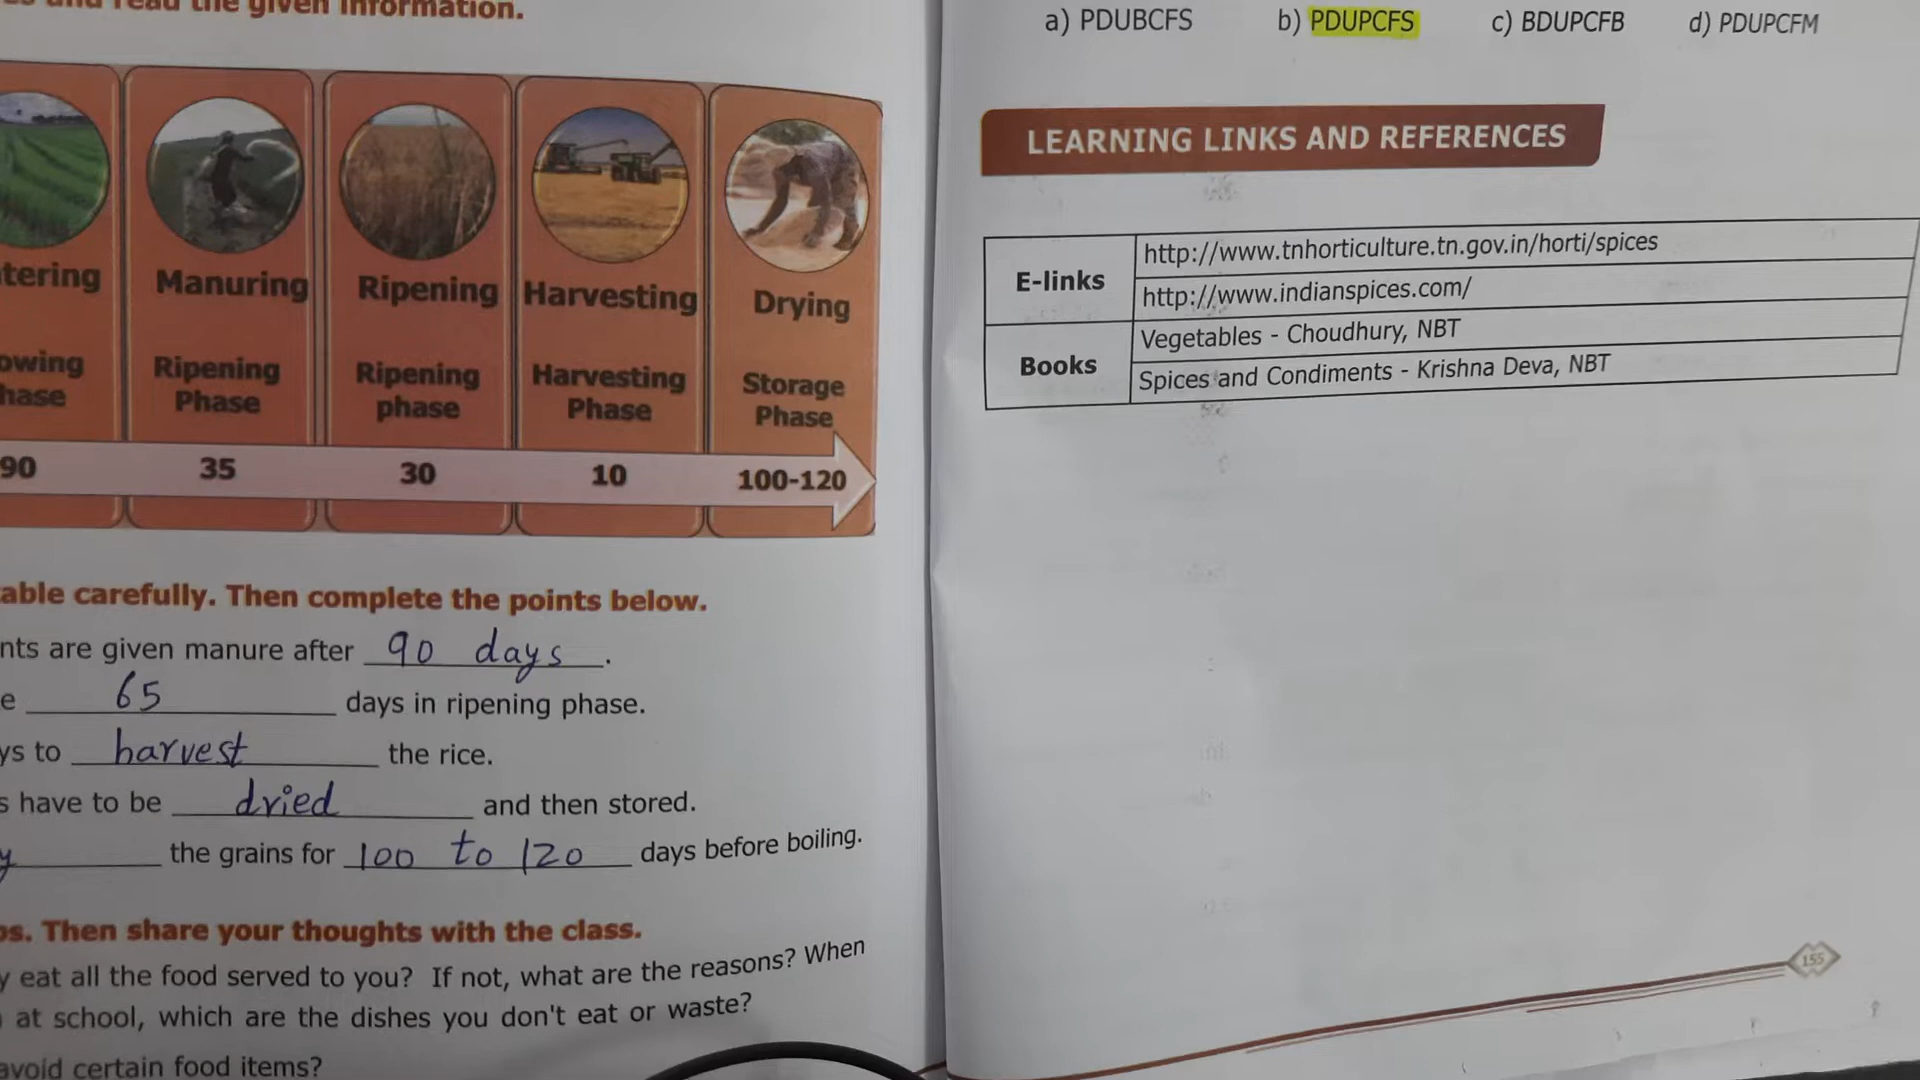 and read the given information.
tering
Manuring
Ripening
Harvesting
Drying
owing
hase
Ripening
Phase
Ripening
phase
Harvesting
Phase
Storage
Phase
90
35
30
10
100-120
able carefully. Then complete the points below.
nts are given manure after 90 days.
e 65 days in ripening phase.
ys to harvest the rice.
s have to be dried and then stored.
y the grains for 100 to 120 days before boiling.
os. Then share your thoughts with the class.
y eat all the food served to you? If not, what are the reasons? When
at school, which are the dishes you don't eat or waste?
avoid certain food items?
a) PDUBCFS b) PDUPCFS c) BDUPCFB d) PDUPCFM
LEARNING LINKS AND REFERENCES
E-links
http://www.tnhorticulture.tn.gov.in/horti/spices
http://www.indianspices.com/
Books
Vegetables - Choudhury, NBT
Spices and Condiments - Krishna Deva, NBT
155